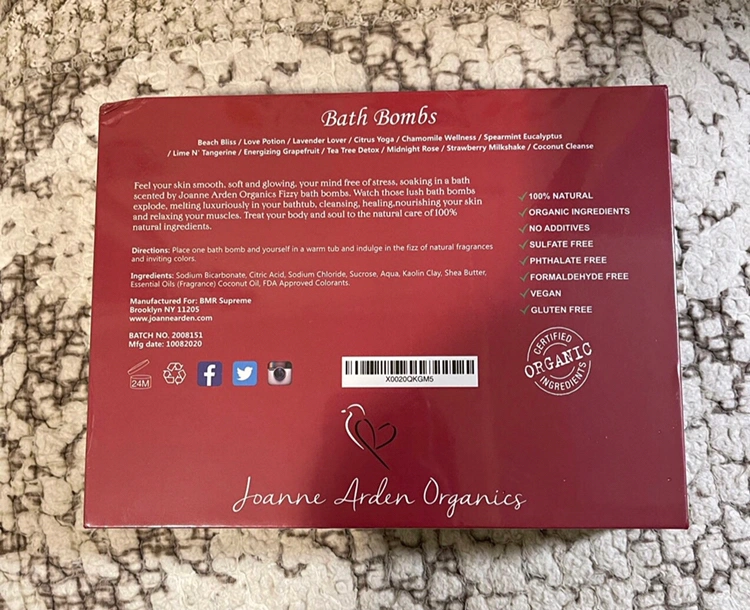 Bath Bombs
Beach Bliss / Love Potion / Lavender Lover / Citrus Yoga / Chamomile Wellness / Spearmint Eucalyptus
/ Lime N' Tangerine / Energizing Grapefruit / Tea Tree Detox / Midnight Rose / Strawberry Milkshake / Coconut Cleanse
Feel your skin smooth, soft and glowing, your mind free of stress, soaking in a bath
scented by Joanne Arden Organics Fizzy bath bombs. Watch those lush bath bombs
explode, melting luxuriously in your bathtub, cleansing, healing,nourishing your skin
and relaxing your muscles. Treat your body and soul to the natural care of 100%
natural ingredients.
Directions: Place one bath bomb and yourself in a warm tub and indulge in the fizz of natural fragrances
and inviting colors.
Ingredients: Sodium Bicarbonate, Citric Acid, Sodium Chloride, Sucrose, Aqua, Kaolin Clay, Shea Butter,
Essential Oils (Fragrance) Coconut Oil, FDA Approved Colorants.
Manufactured For: BMR Supreme
Brooklyn NY 11205
www.joannearden.com
BATCH NO. 2008151
Mfg date: 10082020
✓ 100% NATURAL
✓ ORGANIC INGREDIENTS
✓ NO ADDITIVES
✓ SULFATE FREE
✓ PHTHALATE FREE
✓ FORMALDEHYDE FREE
✓ VEGAN
✓ GLUTEN FREE
24M
X0020QKGM5
CERTIFIED
ORGANIC
INGREDIENTS
Joanne Arden Organics